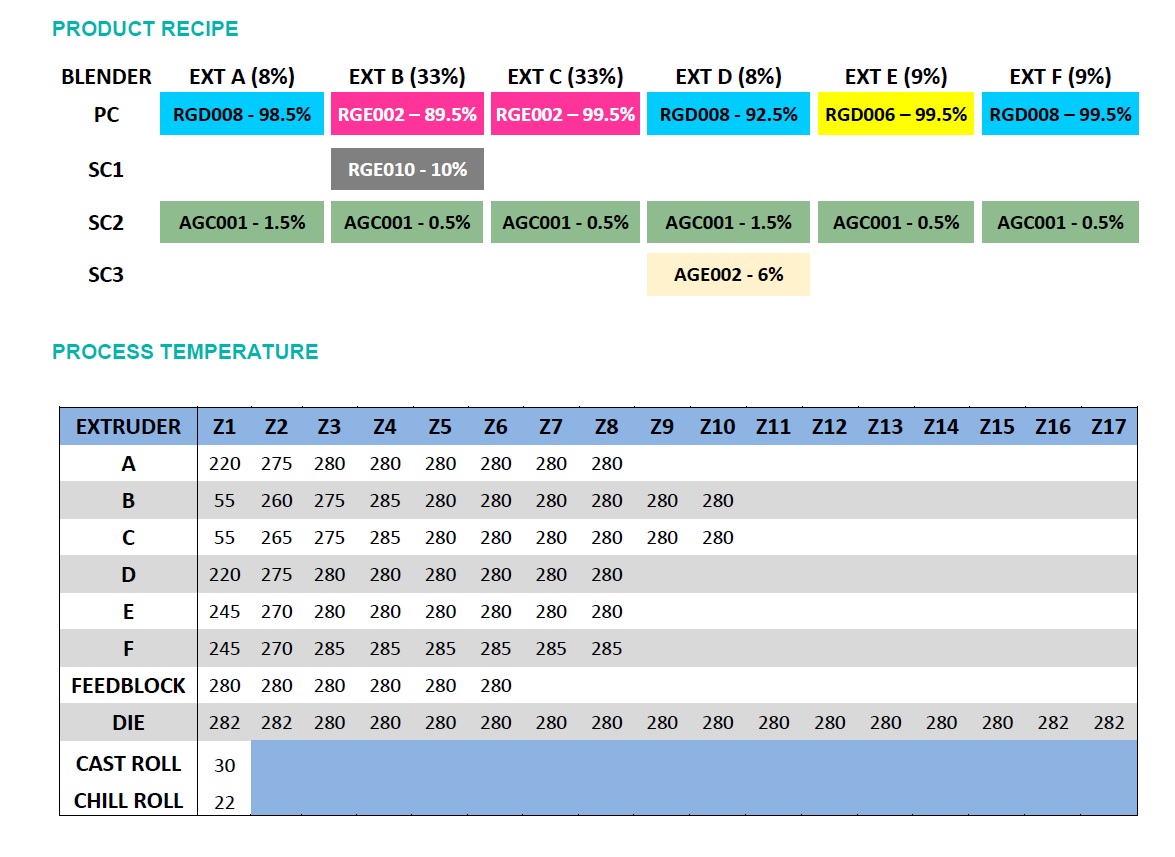 PRODUCT RECIPE
BLENDER EXT A (8%) EXT B (33%) EXT C (33%) EXT D (8%) EXT E (9%) EXT F (9%)
PC RGD008 - 98.5% RGE002 – 89.5% RGE002 – 99.5% RGD008 - 92.5% RGD006 – 99.5% RGD008 – 99.5%
SC1 RGE010 - 10%
SC2 AGC001 - 1.5% AGC001 - 0.5% AGC001 - 0.5% AGC001 - 1.5% AGC001 - 0.5% AGC001 - 0.5%
SC3 AGE002 - 6%
PROCESS TEMPERATURE
EXTRUDER Z1 Z2 Z3 Z4 Z5 Z6 Z7 Z8 Z9 Z10 Z11 Z12 Z13 Z14 Z15 Z16 Z17
A 220 275 280 280 280 280 280 280
B 55 260 275 285 280 280 280 280 280 280
C 55 265 275 285 280 280 280 280 280 280
D 220 275 280 280 280 280 280 280
E 245 270 280 280 280 280 280 280
F 245 270 285 285 285 285 285 285
FEEDBLOCK 280 280 280 280 280 280
DIE 282 282 280 280 280 280 280 280 280 280 280 280 280 280 280 282 282
CAST ROLL 30
CHILL ROLL 22